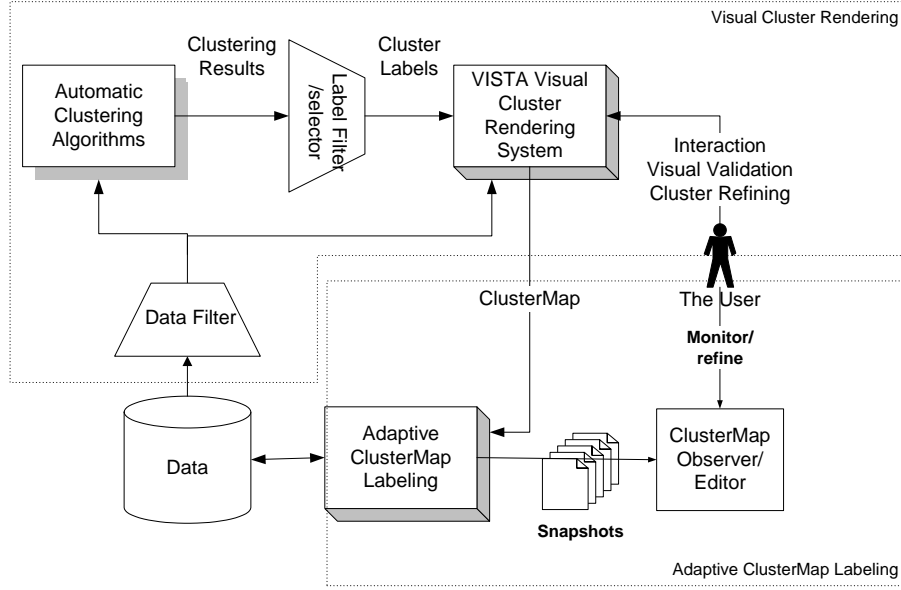 Visual Cluster Rendering
Clustering
Results
Cluster
Labels
Automatic
Clustering
Algorithms
Label Filter
/selector
VISTA Visual
Cluster
Rendering
System
Interaction
Visual Validation
Cluster Refining
ClusterMap
The User
Data Filter
Monitor/
refine
Data
Adaptive
ClusterMap
Labeling
ClusterMap
Observer/
Editor
Snapshots
Adaptive ClusterMap Labeling